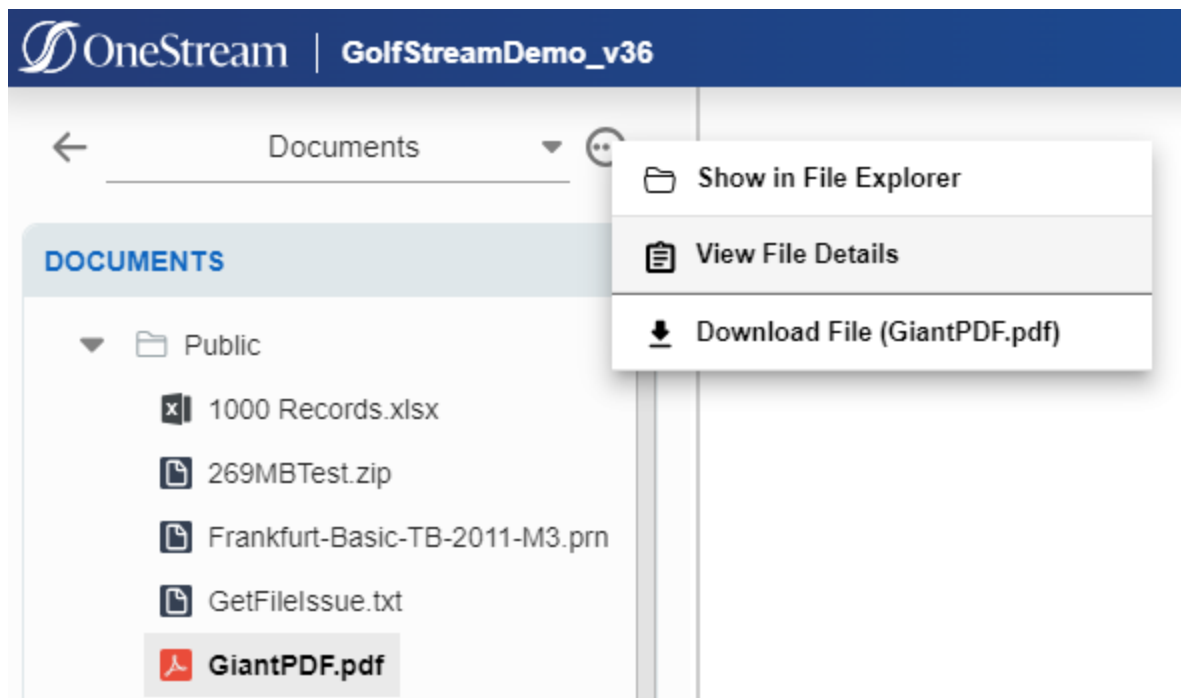 OneStream | GolfStreamDemo_v36
Documents
Show in File Explorer
View File Details
Download File (GiantPDF.pdf)
DOCUMENTS
Public
1000 Records.xlsx
269MBTest.zip
Frankfurt-Basic-TB-2011-M3.prn
GetFileIssue.txt
GiantPDF.pdf